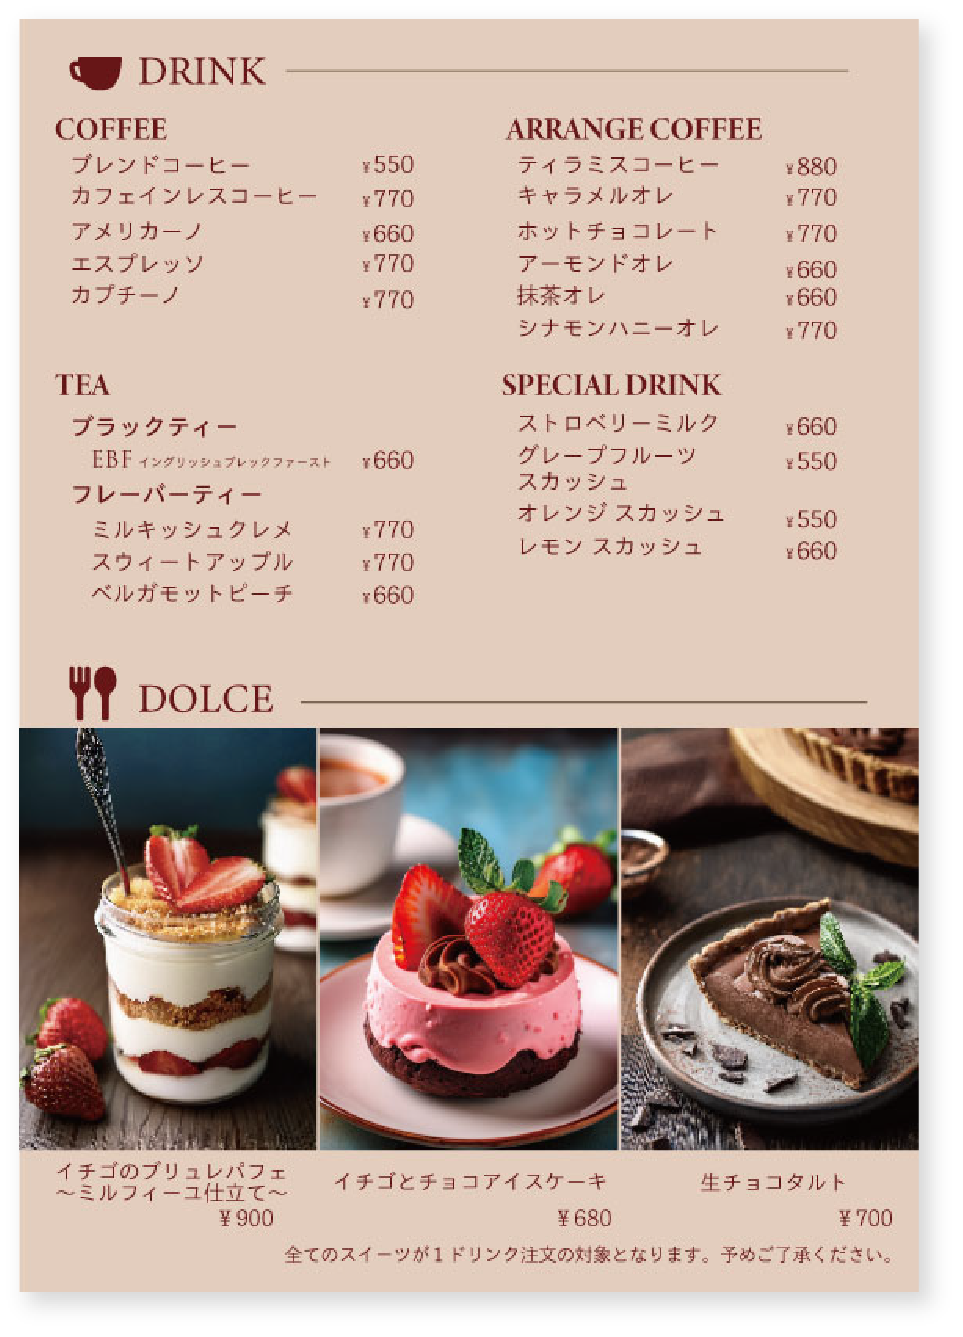 DRINK
COFFEE
ブレンドコーヒー ¥550
カフェインレスコーヒー ¥770
アメリカーノ ¥660
エスプレッソ ¥770
カプチーノ ¥770
ARRANGE COFFEE
ティラミスコーヒー ¥880
キャラメルオレ ¥770
ホットチョコレート ¥770
アーモンドオレ ¥660
抹茶オレ ¥660
シナモンハニーオレ ¥770
TEA
ブラックティー
EBF イングリッシュブレックファースト ¥660
フレーバーティー
ミルキッシュクレメ ¥770
スウィートアップル ¥770
ベルガモットピーチ ¥660
SPECIAL DRINK
ストロベリーミルク ¥660
グレープフルーツ ¥550
スカッシュ
オレンジ スカッシュ ¥550
レモン スカッシュ ¥660
DOLCE
イチゴのブリュレパフェ
～ミルフィーユ仕立て～
¥900
イチゴとチョコアイスケーキ
¥680
生チョコタルト
¥700
全てのスイーツが１ドリンク注文の対象となります。予めご了承ください。